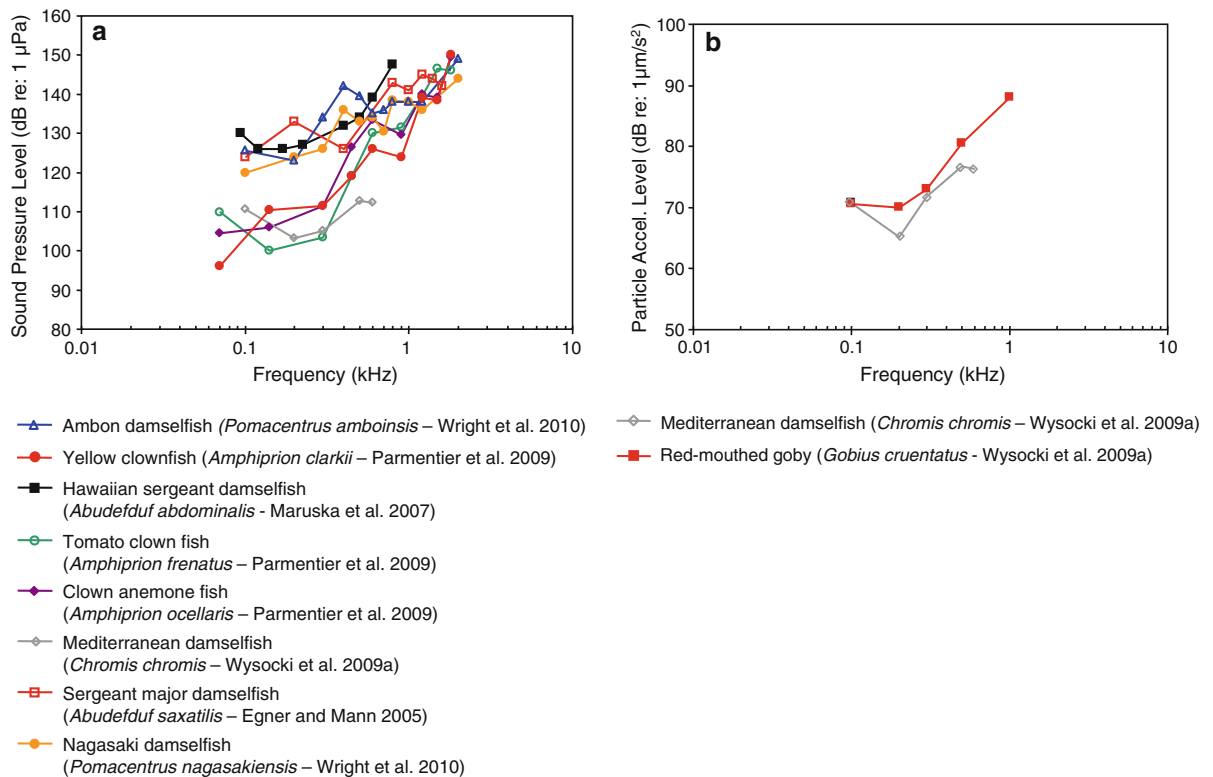 a
160
150
140
130
120
110
100
90
80
0.01
0.1
1
10
Sound Pressure Level (dB re: 1 µPa)
Frequency (kHz)
b
100
90
80
70
60
50
0.01
0.1
1
10
Particle Accel. Level (dB re: 1µm/s²)
Frequency (kHz)
Ambon damselfish (Pomacentrus amboinsis – Wright et al. 2010)
Yellow clownfish (Amphiprion clarkii – Parmentier et al. 2009)
Hawaiian sergeant damselfish
(Abudefduf abdominalis - Maruska et al. 2007)
Tomato clown fish
(Amphiprion frenatus – Parmentier et al. 2009)
Clown anemone fish
(Amphiprion ocellaris – Parmentier et al. 2009)
Mediterranean damselfish
(Chromis chromis – Wysocki et al. 2009a)
Sergeant major damselfish
(Abudefduf saxatilis – Egner and Mann 2005)
Nagasaki damselfish
(Pomacentrus nagasakiensis – Wright et al. 2010)
Mediterranean damselfish (Chromis chromis – Wysocki et al. 2009a)
Red-mouthed goby (Gobius cruentatus - Wysocki et al. 2009a)